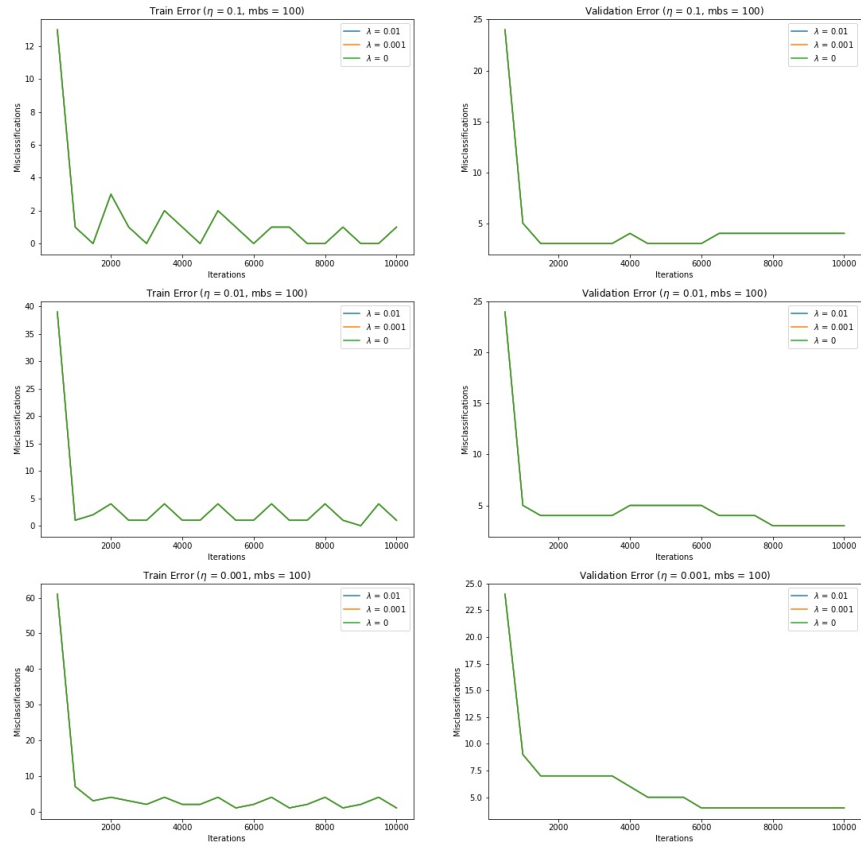 Train Error (η = 0.1, mbs = 100)
λ = 0.01
λ = 0.001
λ = 0
Misclassifications
12
10
8
6
4
2
0
2000 4000 6000 8000 10000
Iterations
Validation Error (η = 0.1, mbs = 100)
λ = 0.01
λ = 0.001
λ = 0
Misclassifications
25
20
15
10
5
2000 4000 6000 8000 10000
Iterations
Train Error (η = 0.01, mbs = 100)
λ = 0.01
λ = 0.001
λ = 0
Misclassifications
40
35
30
25
20
15
10
5
0
2000 4000 6000 8000 10000
Iterations
Validation Error (η = 0.01, mbs = 100)
λ = 0.01
λ = 0.001
λ = 0
Misclassifications
25
20
15
10
5
2000 4000 6000 8000 10000
Iterations
Train Error (η = 0.001, mbs = 100)
λ = 0.01
λ = 0.001
λ = 0
Misclassifications
60
50
40
30
20
10
0
2000 4000 6000 8000 10000
Iterations
Validation Error (η = 0.001, mbs = 100)
λ = 0.01
λ = 0.001
λ = 0
Misclassifications
25.0
22.5
20.0
17.5
15.0
12.5
10.0
7.5
5.0
2000 4000 6000 8000 10000
Iterations